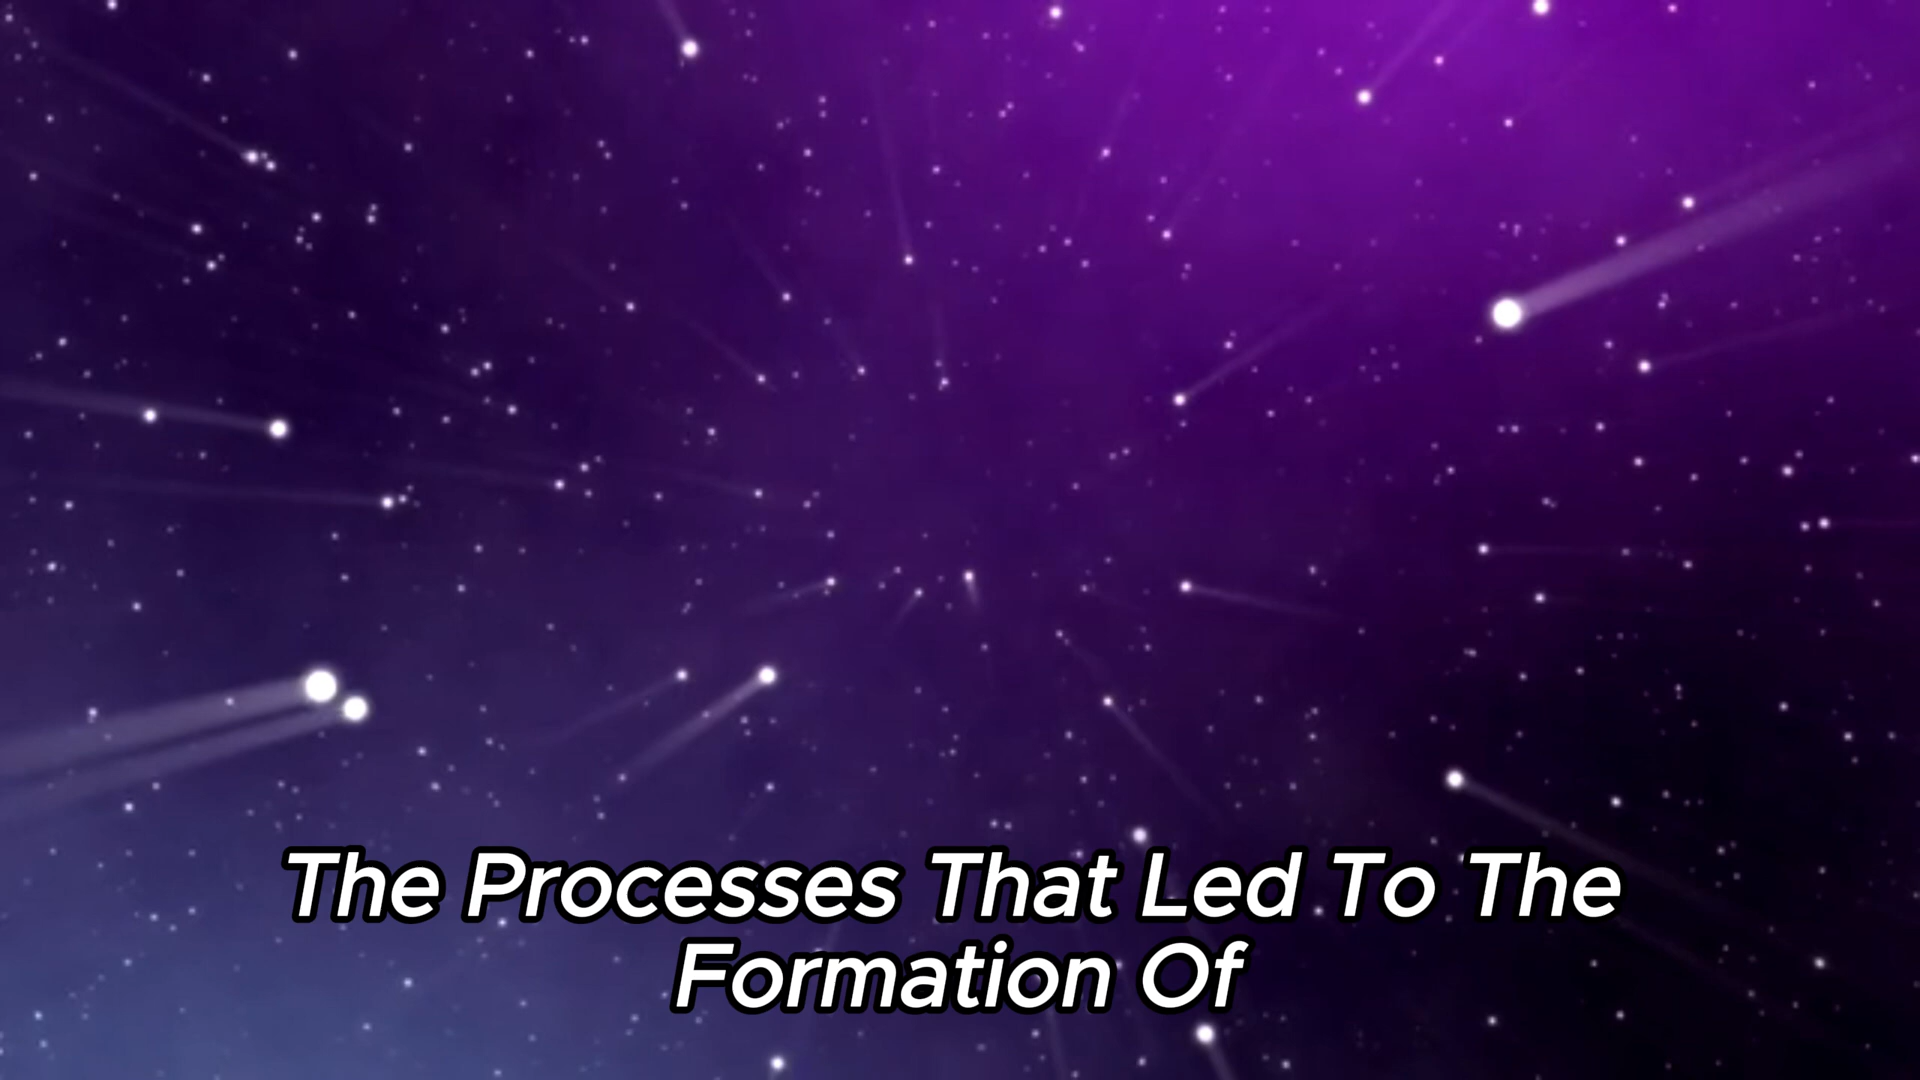 The Processes That Led To The
Formation Of